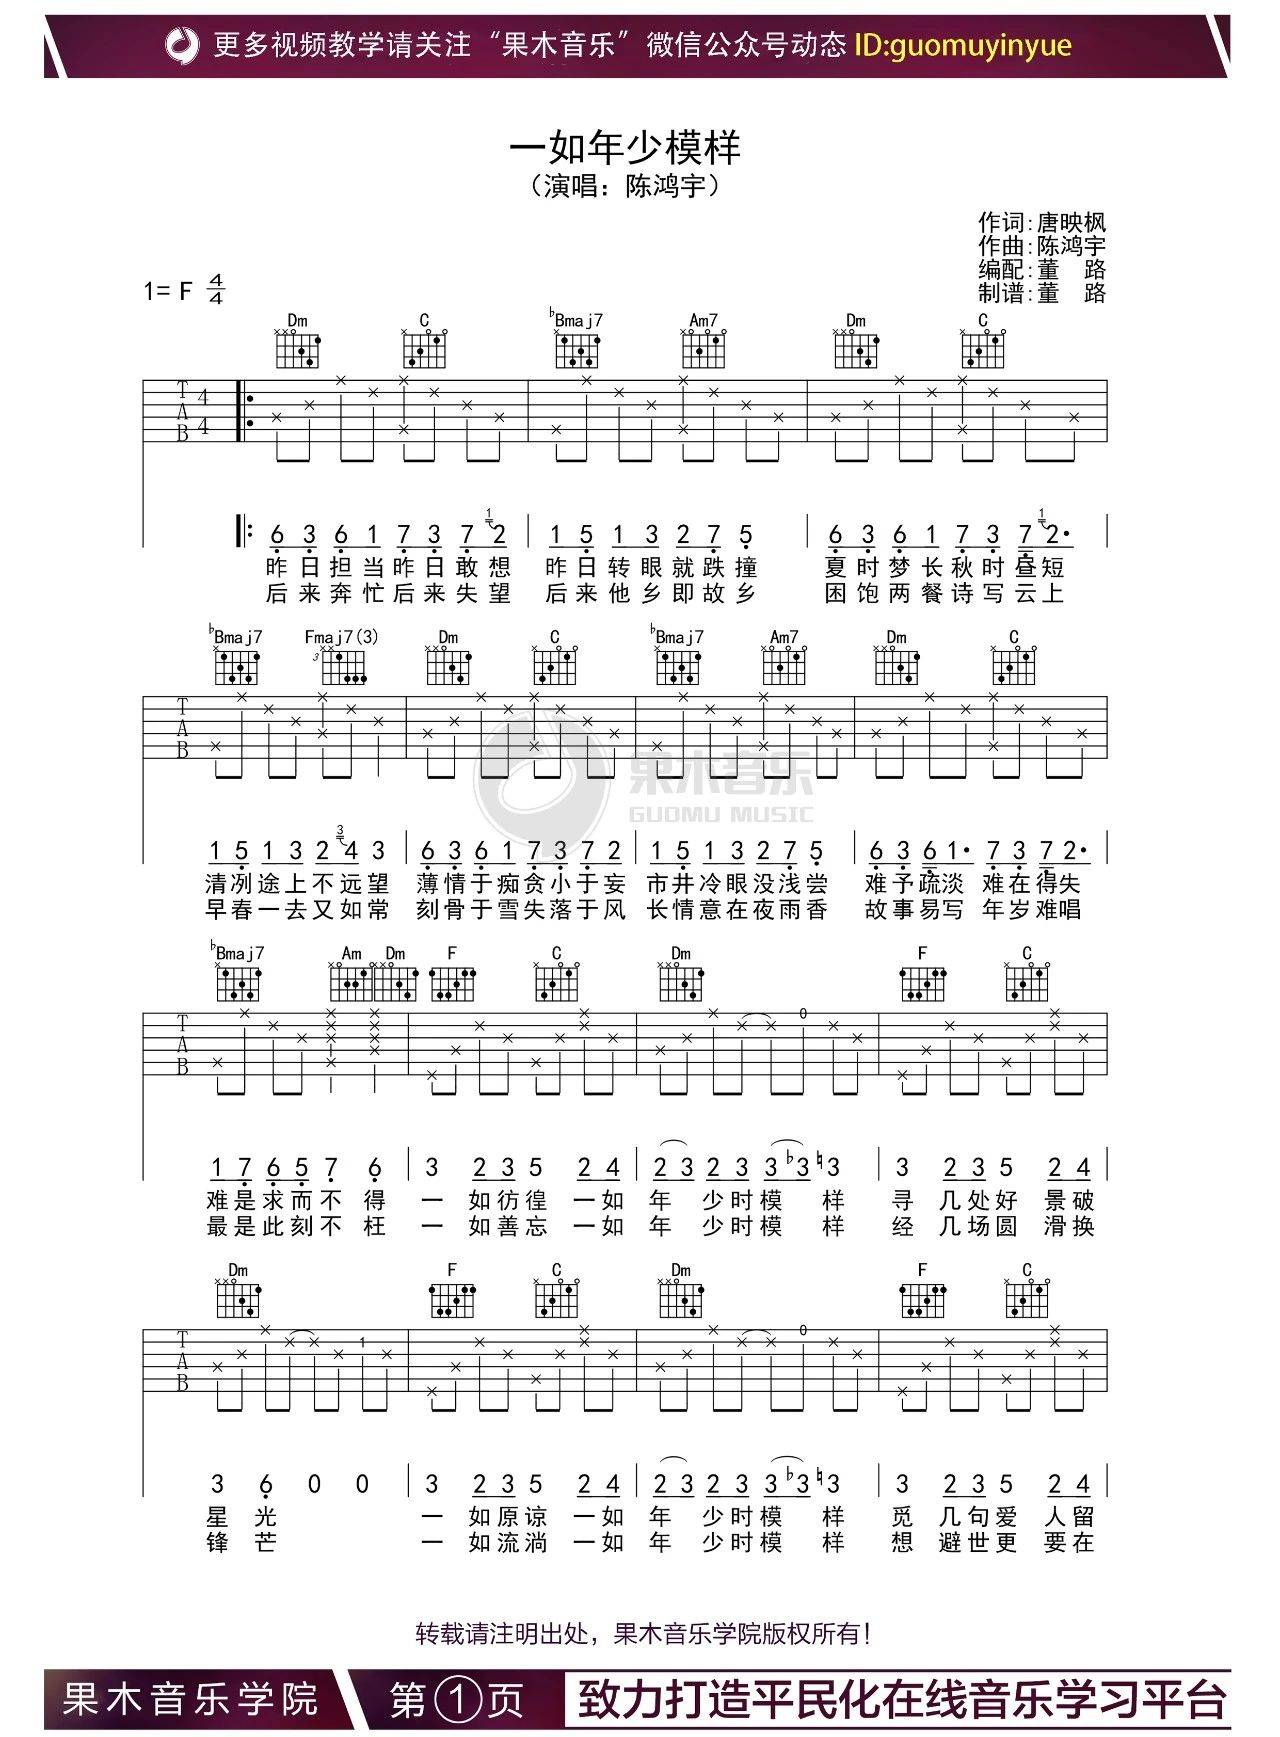 更多视频教学请关注“果木音乐”微信公众号动态 ID:guomuyinyue
一如年少模样
（演唱：陈鸿宇）
作词:唐映枫
作曲:陈鸿宇
编配:董 路
制谱:董 路
1= F 4/4
Dm C ♭Bmaj7 Am7 Dm C
T A B 4 4
6 3 6 1 7 3 7 1 2 | 1 5 1 3 2 7 5 | 6 3 6 1 7 3 7 1 2·
昨日担当昨日敢想 昨日转眼就跌撞 夏时梦长秋时昼短
后来奔忙后来失望 后来他乡即故乡 困饱两餐诗写云上
♭Bmaj7 Fmaj7(3) Dm C ♭Bmaj7 Am7 Dm C
3
T A B
果木音乐
GUOMU MUSIC
1 5 1 3 2 3 4 3 | 6 3 6 1 7 3 7 2 | 1 5 1 3 2 7 5 | 6 3 6 1· 7 3 7 2·
清冽途上不远望 薄情于痴贪小于妄 市井冷眼没浅尝 难予疏淡 难在得失
早春一去又如常 刻骨于雪失落于风 长情意在夜雨香 故事易写 年岁难唱
♭Bmaj7 Am Dm F C Dm F C
T A B 0
1 7 6 5 7 6 | 3 2 3 5 2 4 | 2 3 2 3 3 ♭3 ♮3 | 3 2 3 5 2 4
难是求而不得 一 如彷徨 一如 年 少时模 样 寻 几处好 景破
最是此刻不枉 一 如善忘 一如 年 少时模 样 经 几场圆 滑换
Dm F C Dm F C
T A B 1 0
3 6 0 0 | 3 2 3 5 2 4 | 2 3 2 3 3 ♭3 ♮3 | 3 2 3 5 2 4
星 光 一 如原谅 一如 年 少时模 样 觅 几句爱 人留
锋 芒 一 如流淌 一如 年 少时模 样 想 避世更 要在
转载请注明出处，果木音乐学院版权所有！
果木音乐学院 第①页 致力打造平民化在线音乐学习平台